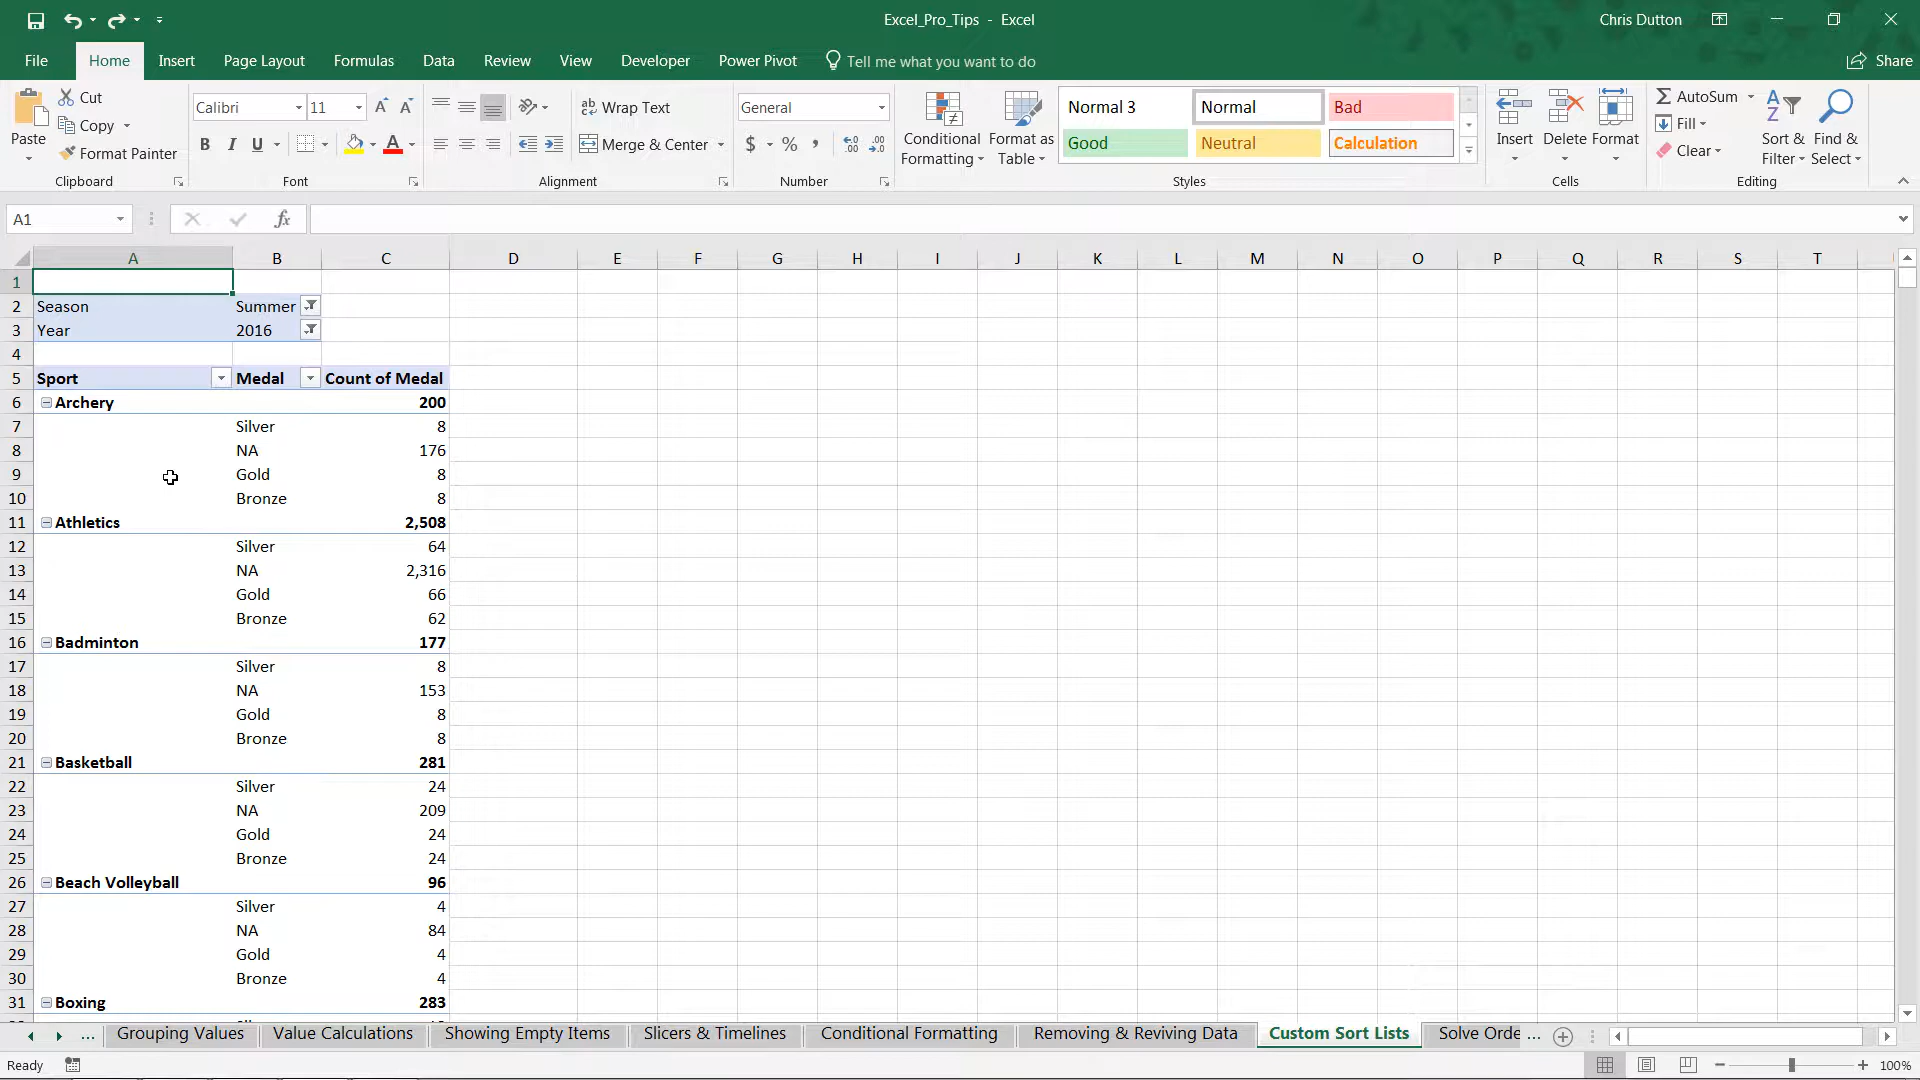 Excel_Pro_Tips - Excel
Chris Dutton
File Home Insert Page Layout Formulas Data Review View Developer Power Pivot Tell me what you want to do Share
Paste
Cut
Copy
Format Painter
Clipboard
Calibri 11
B I U
Font
Wrap Text
Merge & Center
Alignment
General
$ % ,
Number
Conditional Formatting
Format as Table
Normal 3 Normal Bad
Good Neutral Calculation
Styles
Insert Delete Format
Cells
AutoSum
Fill
Clear
Sort & Filter
Find & Select
Editing
A1 fx
A B C D E F G H I J K L M N O P Q R S T
1
2 Season Summer
3 Year 2016
4
5 Sport Medal Count of Medal
6 Archery 200
7 Silver 8
8 NA 176
9 Gold 8
10 Bronze 8
11 Athletics 2,508
12 Silver 64
13 NA 2,316
14 Gold 66
15 Bronze 62
16 Badminton 177
17 Silver 8
18 NA 153
19 Gold 8
20 Bronze 8
21 Basketball 281
22 Silver 24
23 NA 209
24 Gold 24
25 Bronze 24
26 Beach Volleyball 96
27 Silver 4
28 NA 84
29 Gold 4
30 Bronze 4
31 Boxing 283
... Grouping Values Value Calculations Showing Empty Items Slicers & Timelines Conditional Formatting Removing & Reviving Data Custom Sort Lists Solve Orde ...
Ready 100%